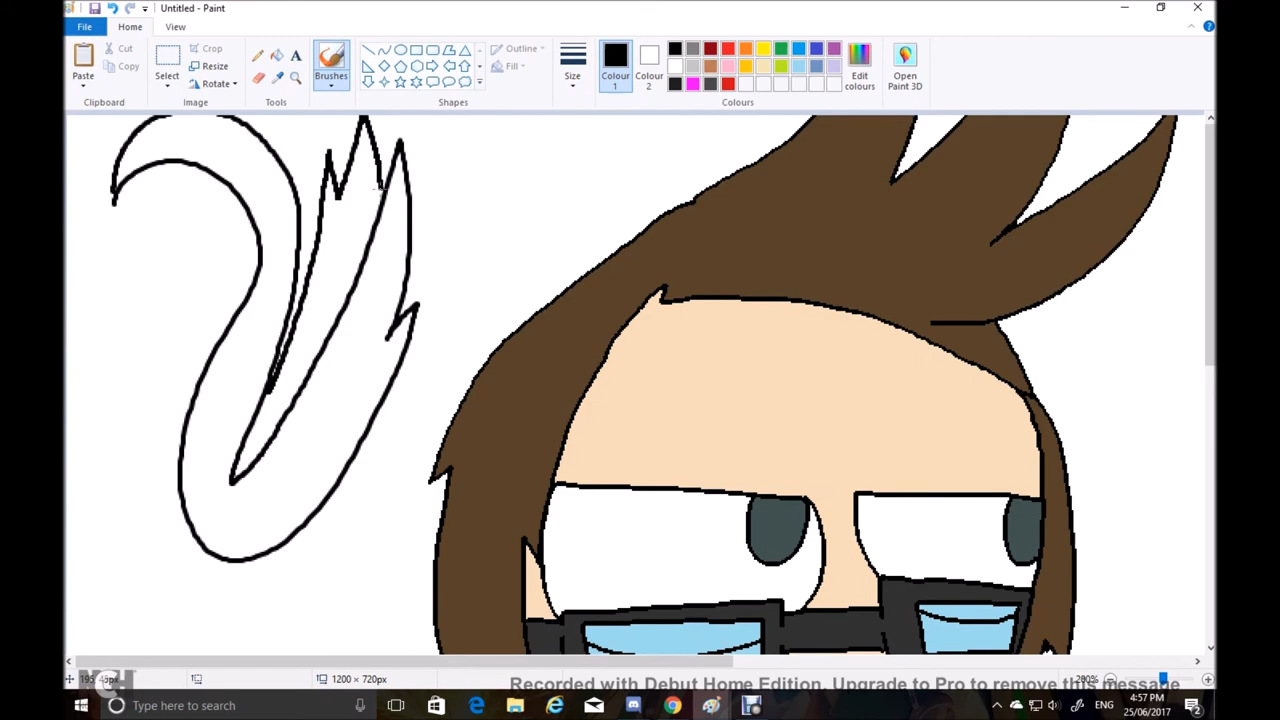 Untitled - Paint
File
Home
View
Paste
Cut
Copy
Clipboard
Select
Crop
Resize
Rotate
Image
A
Tools
Brushes
Outline
Fill
Shapes
Size
Colour 1
Colour 2
Edit colours
Colours
Open Paint 3D
1200 × 720px
280%
Recorded with Debut Home Edition. Upgrade to Pro to remove this message
Type here to search
ENG
4:57 PM
25/06/2017
2